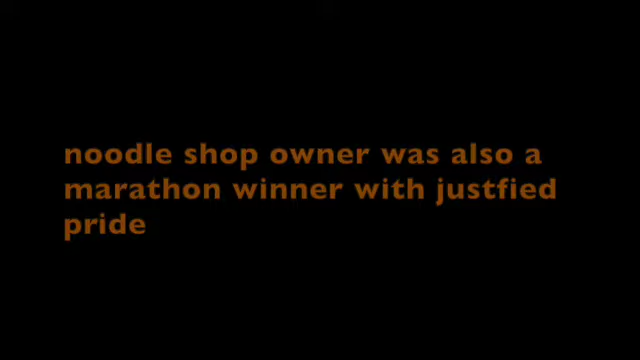 noodle shop owner was also a
marathon winner with justfied
pride